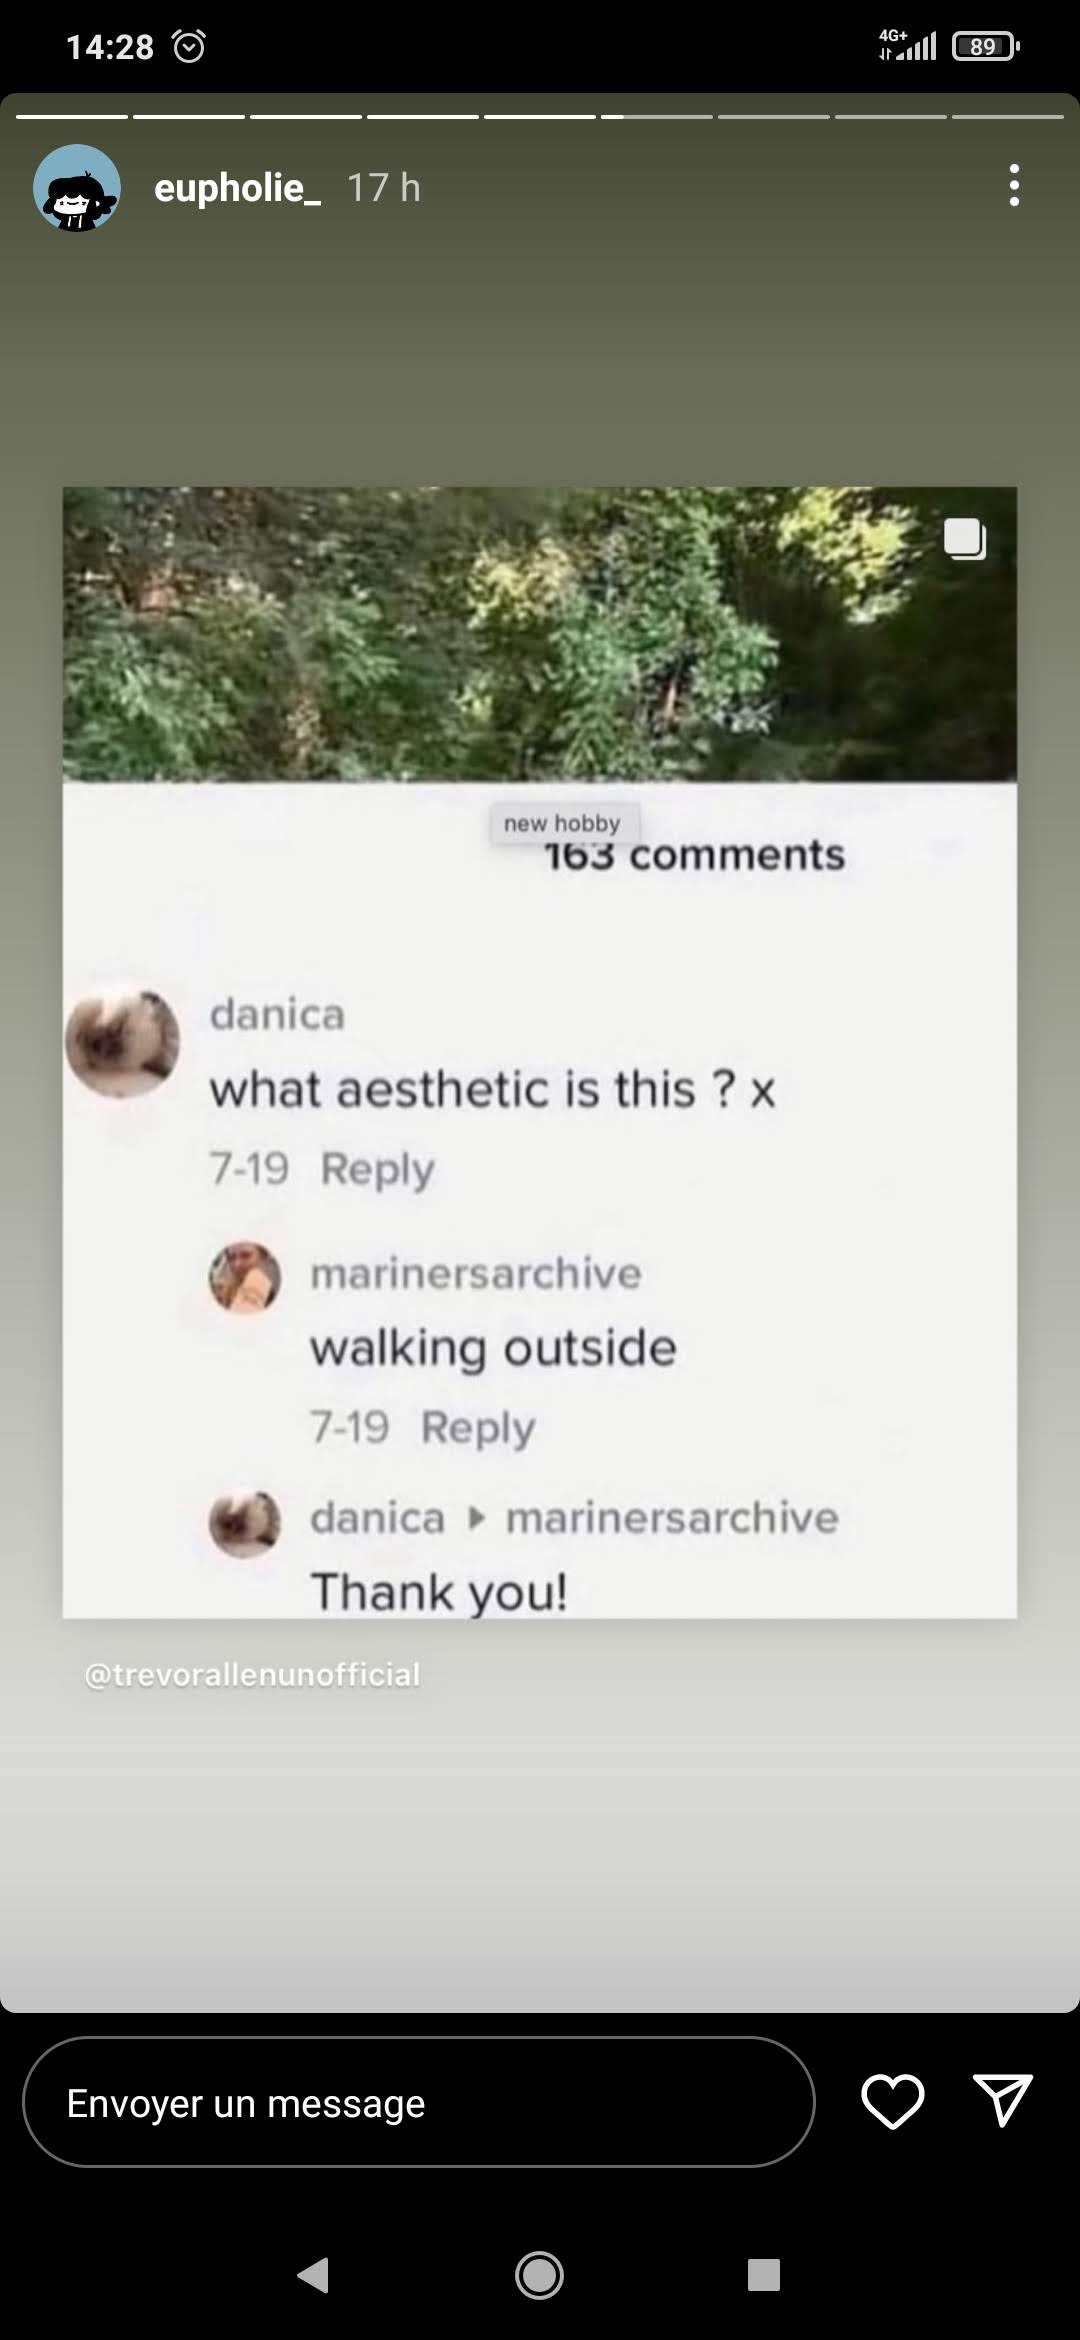 14:28
4G+
89
eupholie_ 17 h
new hobby
163 comments
danica
what aesthetic is this ? x
7-19 Reply
marinersarchive
walking outside
7-19 Reply
danica ▸ marinersarchive
Thank you!
@trevorallenunofficial
Envoyer un message